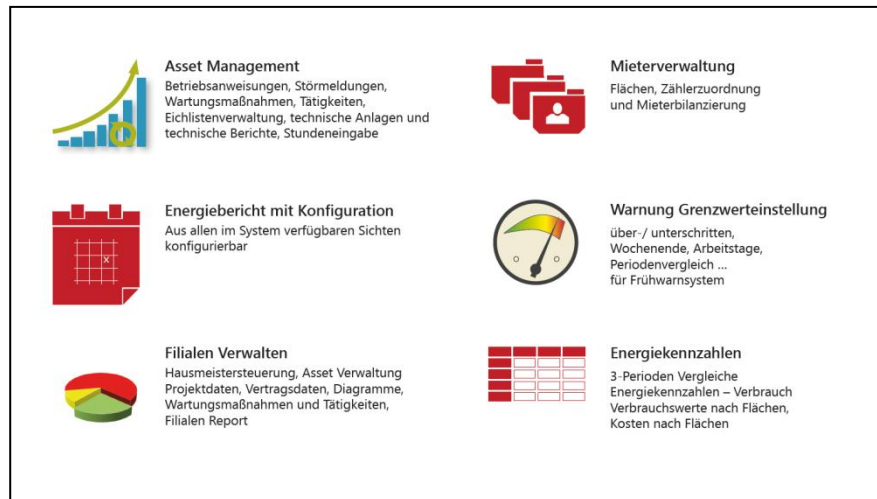 Asset Management
Betriebsanweisungen, Störmeldungen,
Wartungsmaßnahmen, Tätigkeiten,
Eichlistenverwaltung, technische Anlagen und
technische Berichte, Stundeneingabe
Mieterverwaltung
Flächen, Zählerzuordnung
und Mieterbilanzierung
Energiebericht mit Konfiguration
Aus allen im System verfügbaren Sichten
konfigurierbar
x
Warnung Grenzwerteinstellung
über-/ unterschritten,
Wochenende, Arbeitstage,
Periodenvergleich ...
für Frühwarnsystem
Filialen Verwalten
Hausmeistersteuerung, Asset Verwaltung
Projektdaten, Vertragsdaten, Diagramme,
Wartungsmaßnahmen und Tätigkeiten,
Filialen Report
Energiekennzahlen
3-Perioden Vergleiche
Energiekennzahlen – Verbrauch
Verbrauchswerte nach Flächen,
Kosten nach Flächen